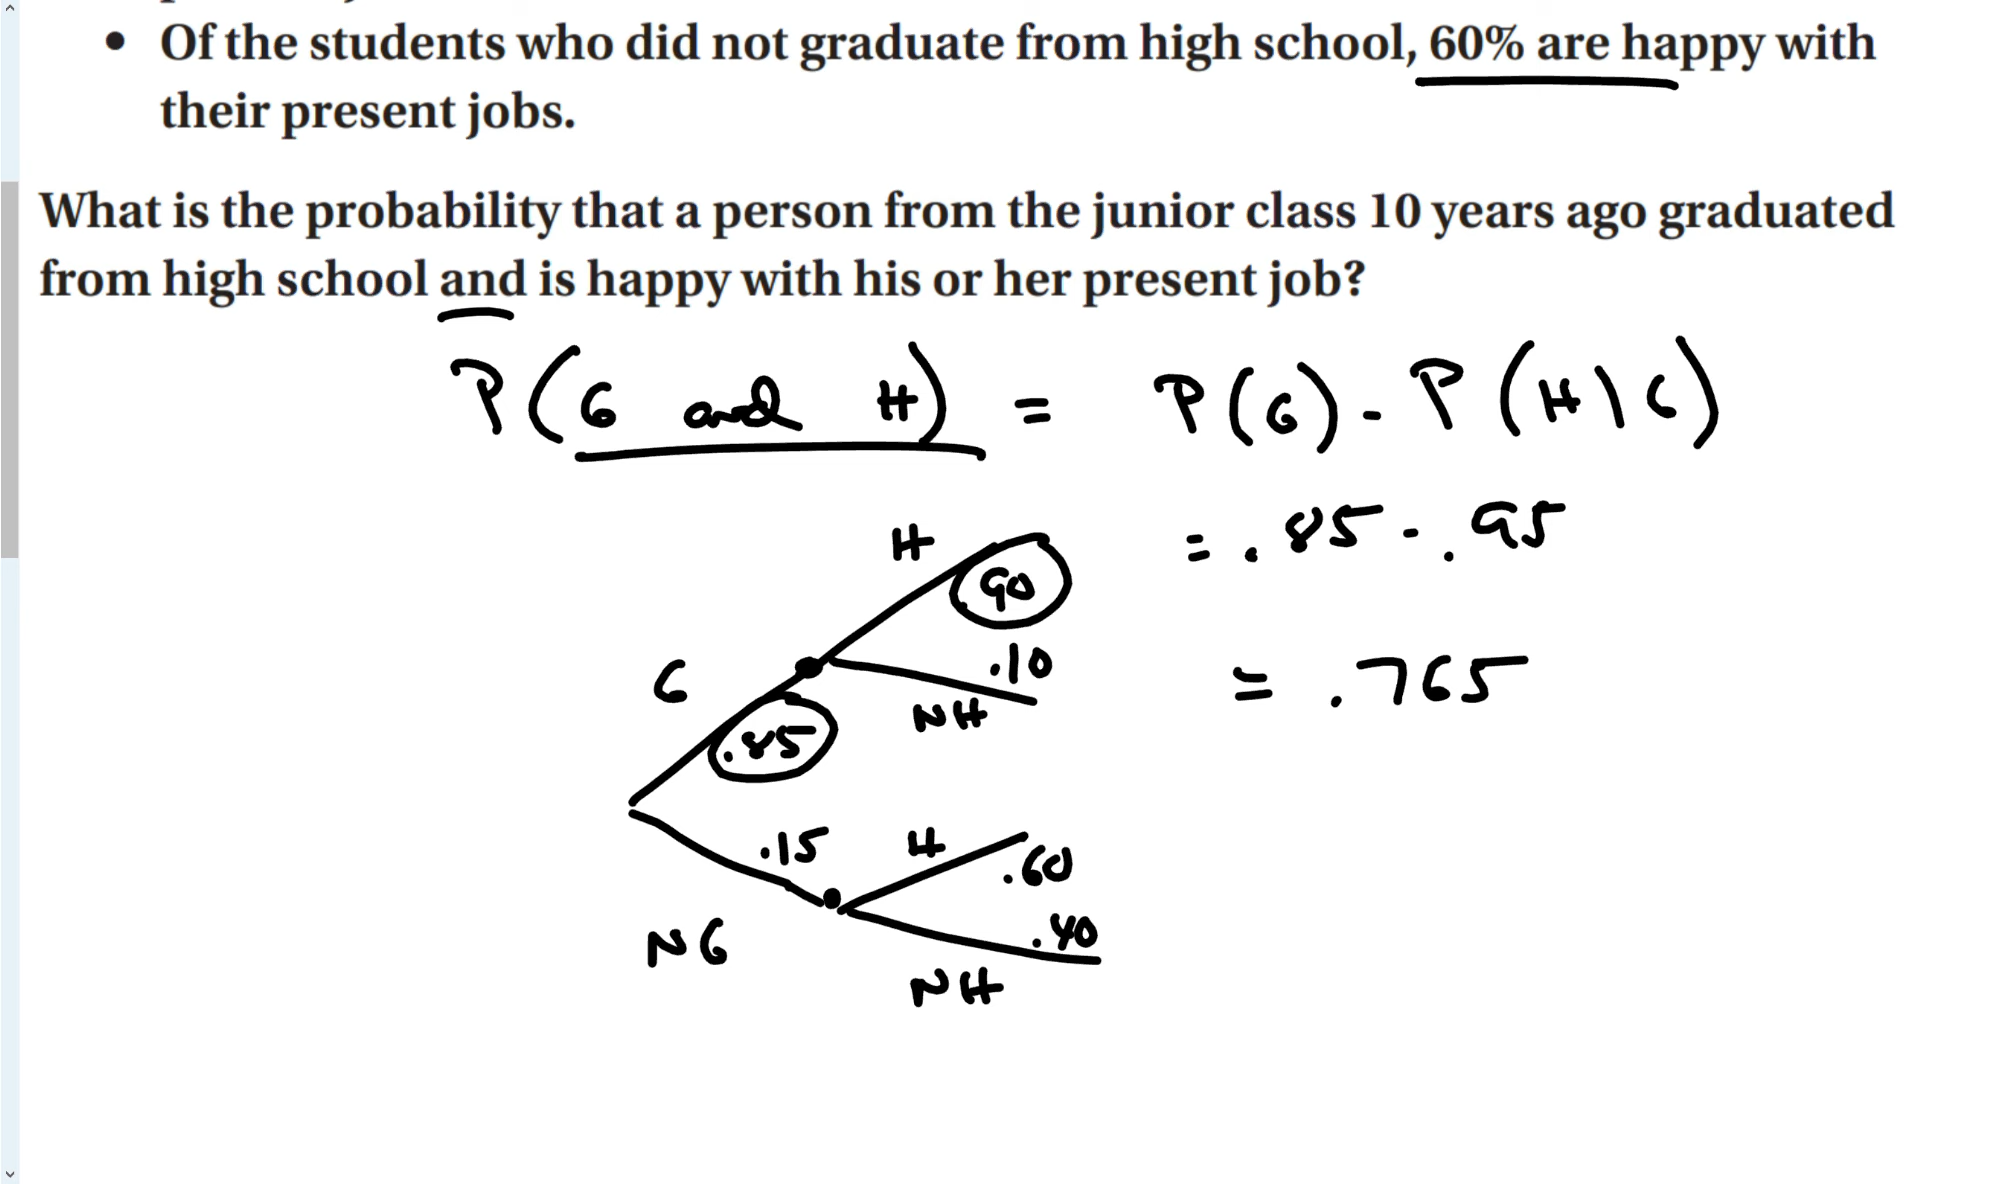 • Of the students who did not graduate from high school, 60% are happy with
their present jobs.
What is the probability that a person from the junior class 10 years ago graduated
from high school and is happy with his or her present job?
P(G and H) = P(G) · P(H|G)
= .85 · .95
= .765
H
.90
G
.10
NH
.85
.15
H
.60
NG
.40
NH